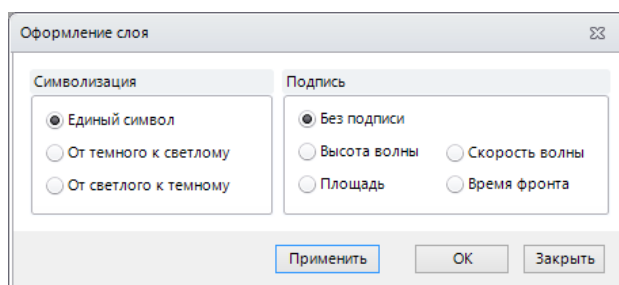 Оформление слоя
Символизация
Подпись
Единый символ
Без подписи
От темного к светлому
Высота волны
Скорость волны
От светлого к темному
Площадь
Время фронта
Применить
ОК
Закрыть